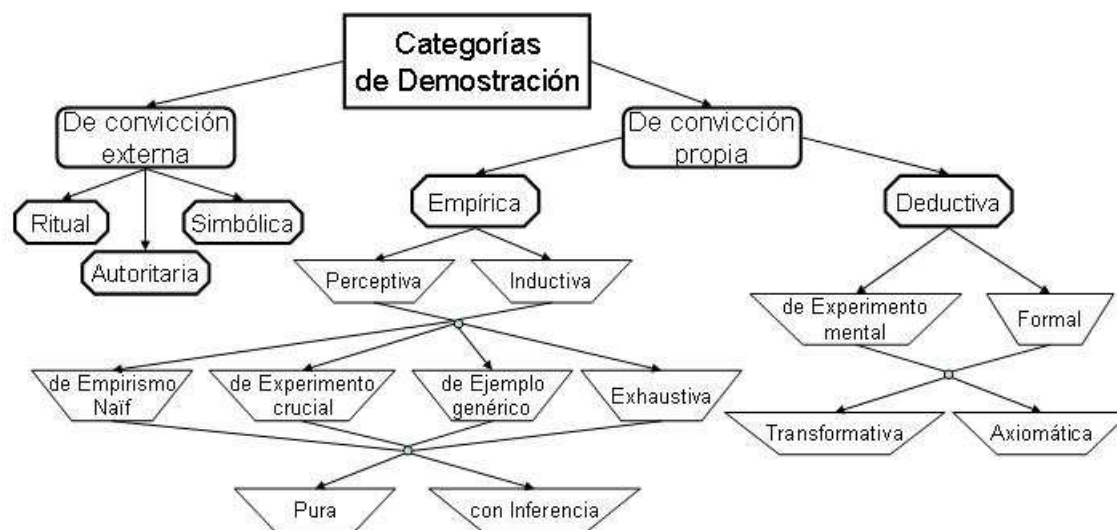 Categorías
de Demostración
De convicción
externa
De convicción
propia
Ritual
Simbólica
Autoritaria
Empírica
Deductiva
Perceptiva
Inductiva
de Experimento
mental
Formal
de Empirismo
Naïf
de Experimento
crucial
de Ejemplo
genérico
Exhaustiva
Transformativa
Axiomática
Pura
con Inferencia